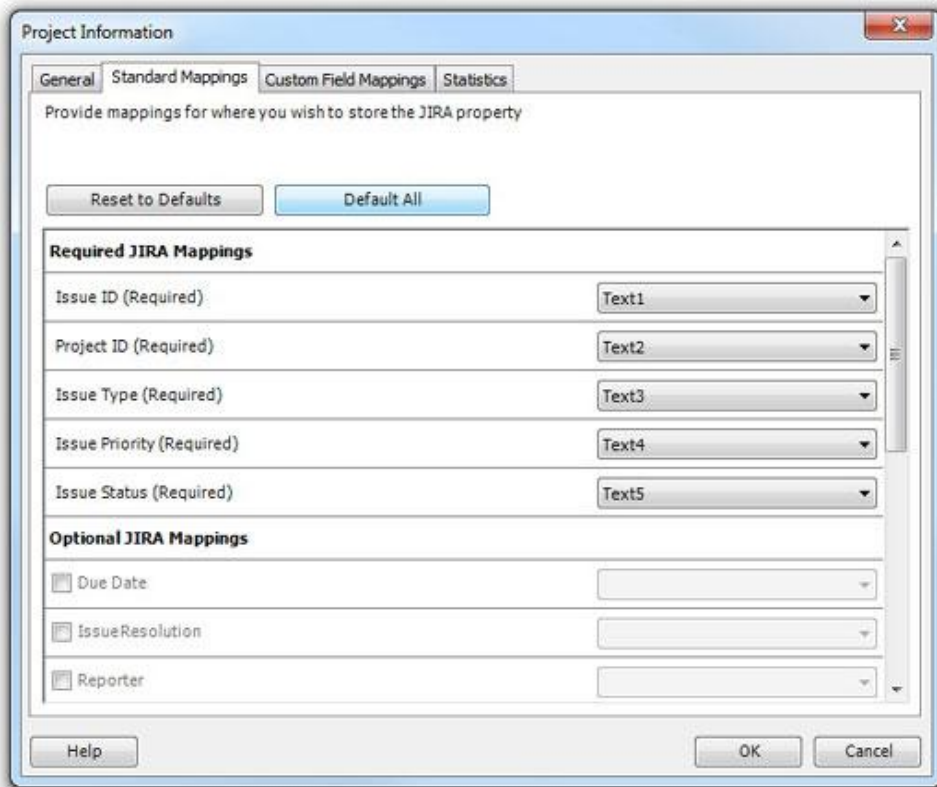 Project Information
General Standard Mappings Custom Field Mappings Statistics
Provide mappings for where you wish to store the JIRA property
Reset to Defaults Default All
Required JIRA Mappings
Issue ID (Required) Text1
Project ID (Required) Text2
Issue Type (Required) Text3
Issue Priority (Required) Text4
Issue Status (Required) Text5
Optional JIRA Mappings
Due Date
IssueResolution
Reporter
Help OK Cancel